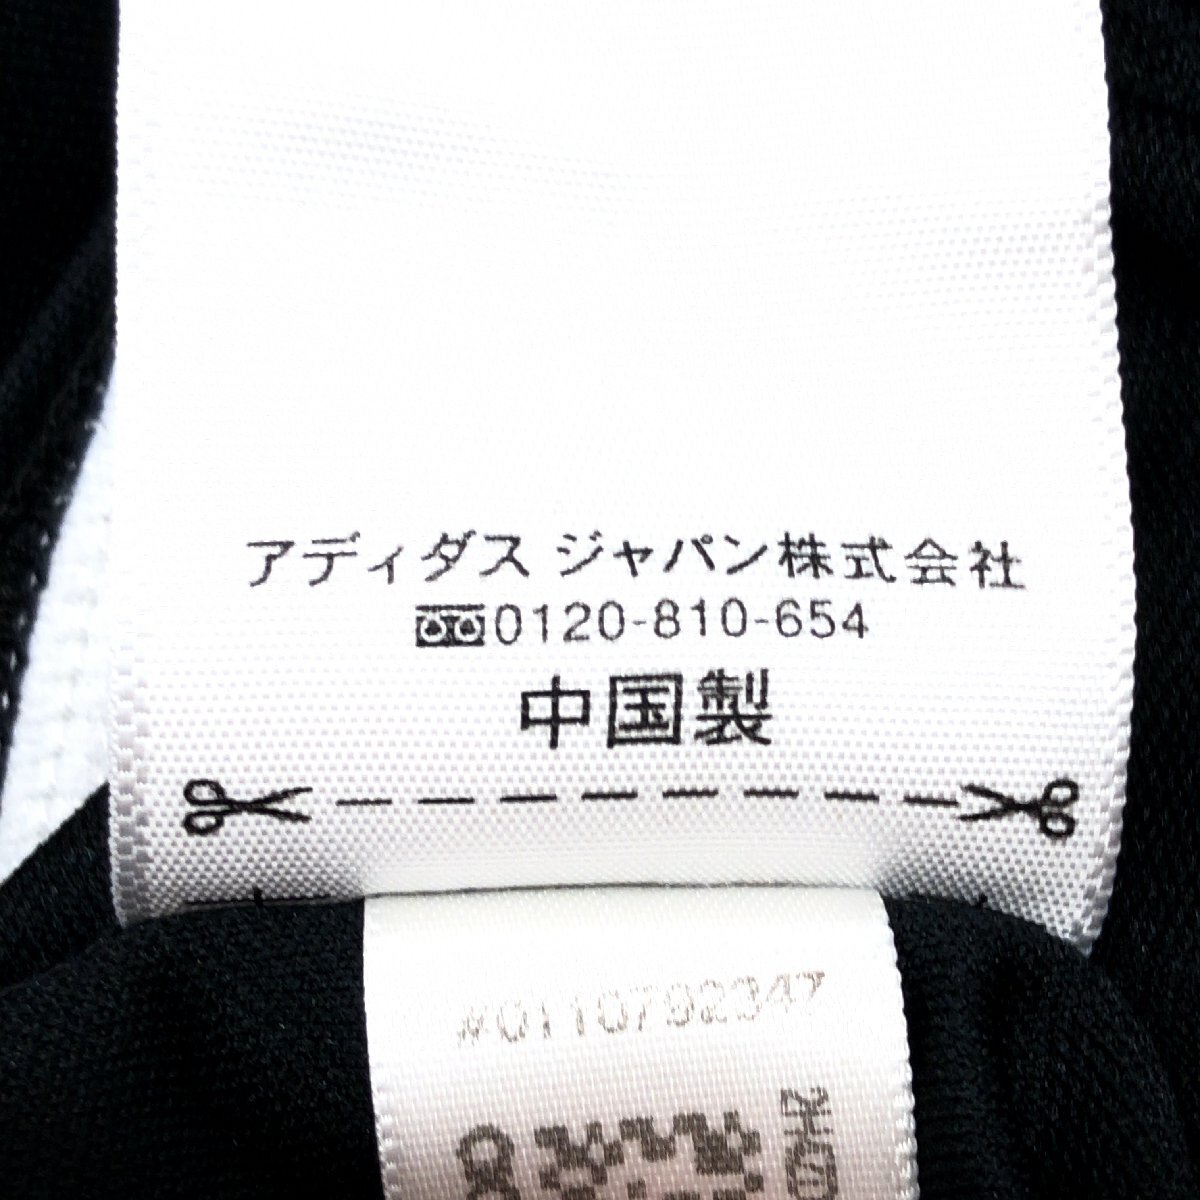 アディダス ジャパン株式会社
0120-810-654
中国製
#0110792347